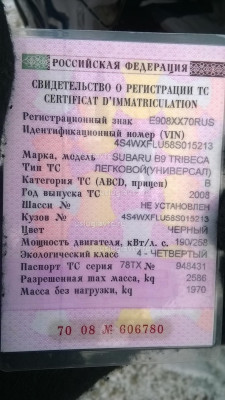 РОССИЙСКАЯ ФЕДЕРАЦИЯ
СВИДЕТЕЛЬСТВО О РЕГИСТРАЦИИ ТС
CERTIFICAT D'IMMATRICULATION
Регистрационный знак Е908ХХ70RUS
Идентификационный номер (VIN)
4S4WXFLU68S015213
Марка, модель SUBARU B9 TRIBECA
Тип ТС ЛЕГКОВОЙ(УНИВЕРСАЛ)
Категория ТС (ABCD, прицеп) B
Год выпуска ТС 2008
Шасси № НЕ УСТАНОВЛЕН
Кузов № 4S4WXFLU68S015213
Цвет ЧЕРНЫЙ
Мощность двигателя, кВт/л. с. 190/258
Экологический класс 4 - ЧЕТВЕРТЫЙ
Паспорт ТС серия 78ТХ № 948431
Разрешенная max масса, kg 2586
Масса без нагрузки, kg 1970
70 08 № 606780